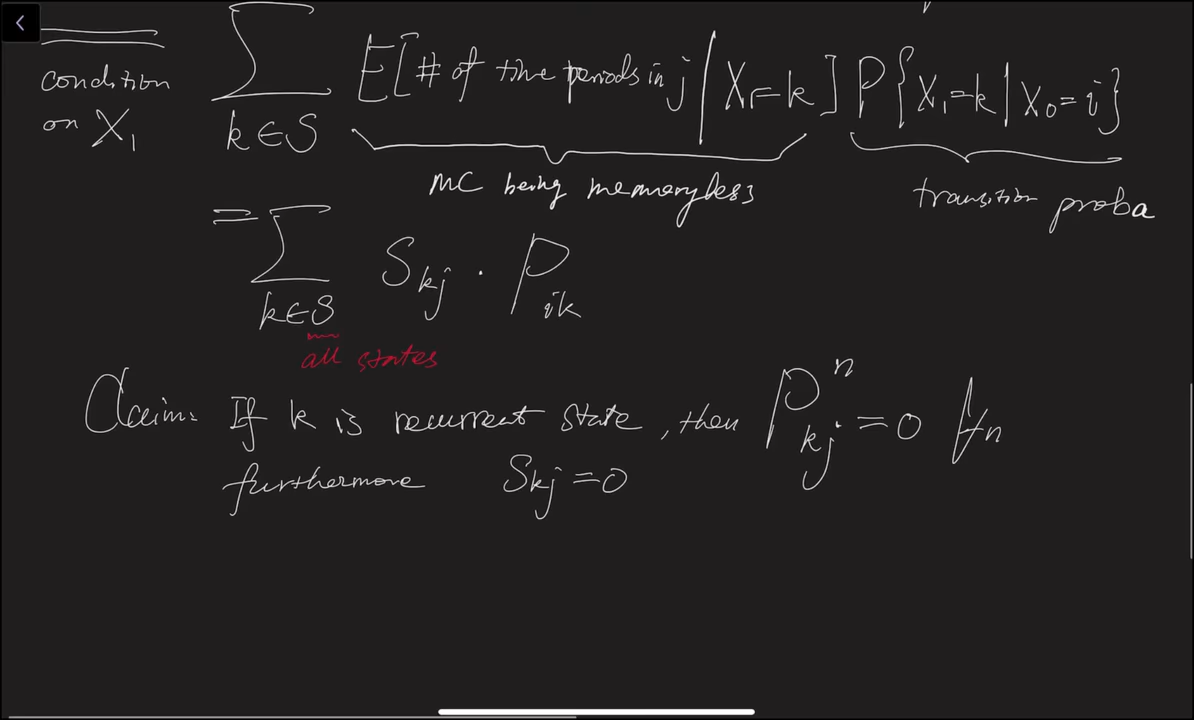 condition
on X₁
∑ k∈S E[# of time periods in j | X₁=k] P{X₁=k | X₀=i}
MC being memoryless
transition proba
= ∑ k∈S S_kj · P_ik
all states
Claim: If k is recurrent state, then P^n_kj = 0 ∀n
furthermore S_kj = 0